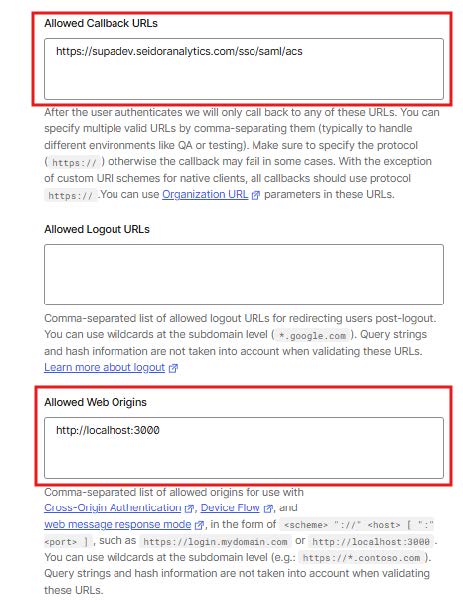 Allowed Callback URLs
https://supadev.seidoranalytics.com/ssc/saml/acs
After the user authenticates we will only call back to any of these URLs. You can
specify multiple valid URLs by comma-separating them (typically to handle
different environments like QA or testing). Make sure to specify the protocol
( https:// ) otherwise the callback may fail in some cases. With the exception
of custom URI schemes for native clients, all callbacks should use protocol
https:// .You can use Organization URL parameters in these URLs.
Allowed Logout URLs
Comma-separated list of allowed logout URLs for redirecting users post-logout.
You can use wildcards at the subdomain level ( *.google.com ). Query strings
and hash information are not taken into account when validating these URLs.
Learn more about logout
Allowed Web Origins
http://localhost:3000
Comma-separated list of allowed origins for use with
Cross-Origin Authentication , Device Flow , and
web message response mode , in the form of <scheme> "://" <host> [ ":"
<port> ] , such as https://login.mydomain.com or http://localhost:3000 .
You can use wildcards at the subdomain level (e.g.: https://*.contoso.com ).
Query strings and hash information are not taken into account when validating
these URLs.